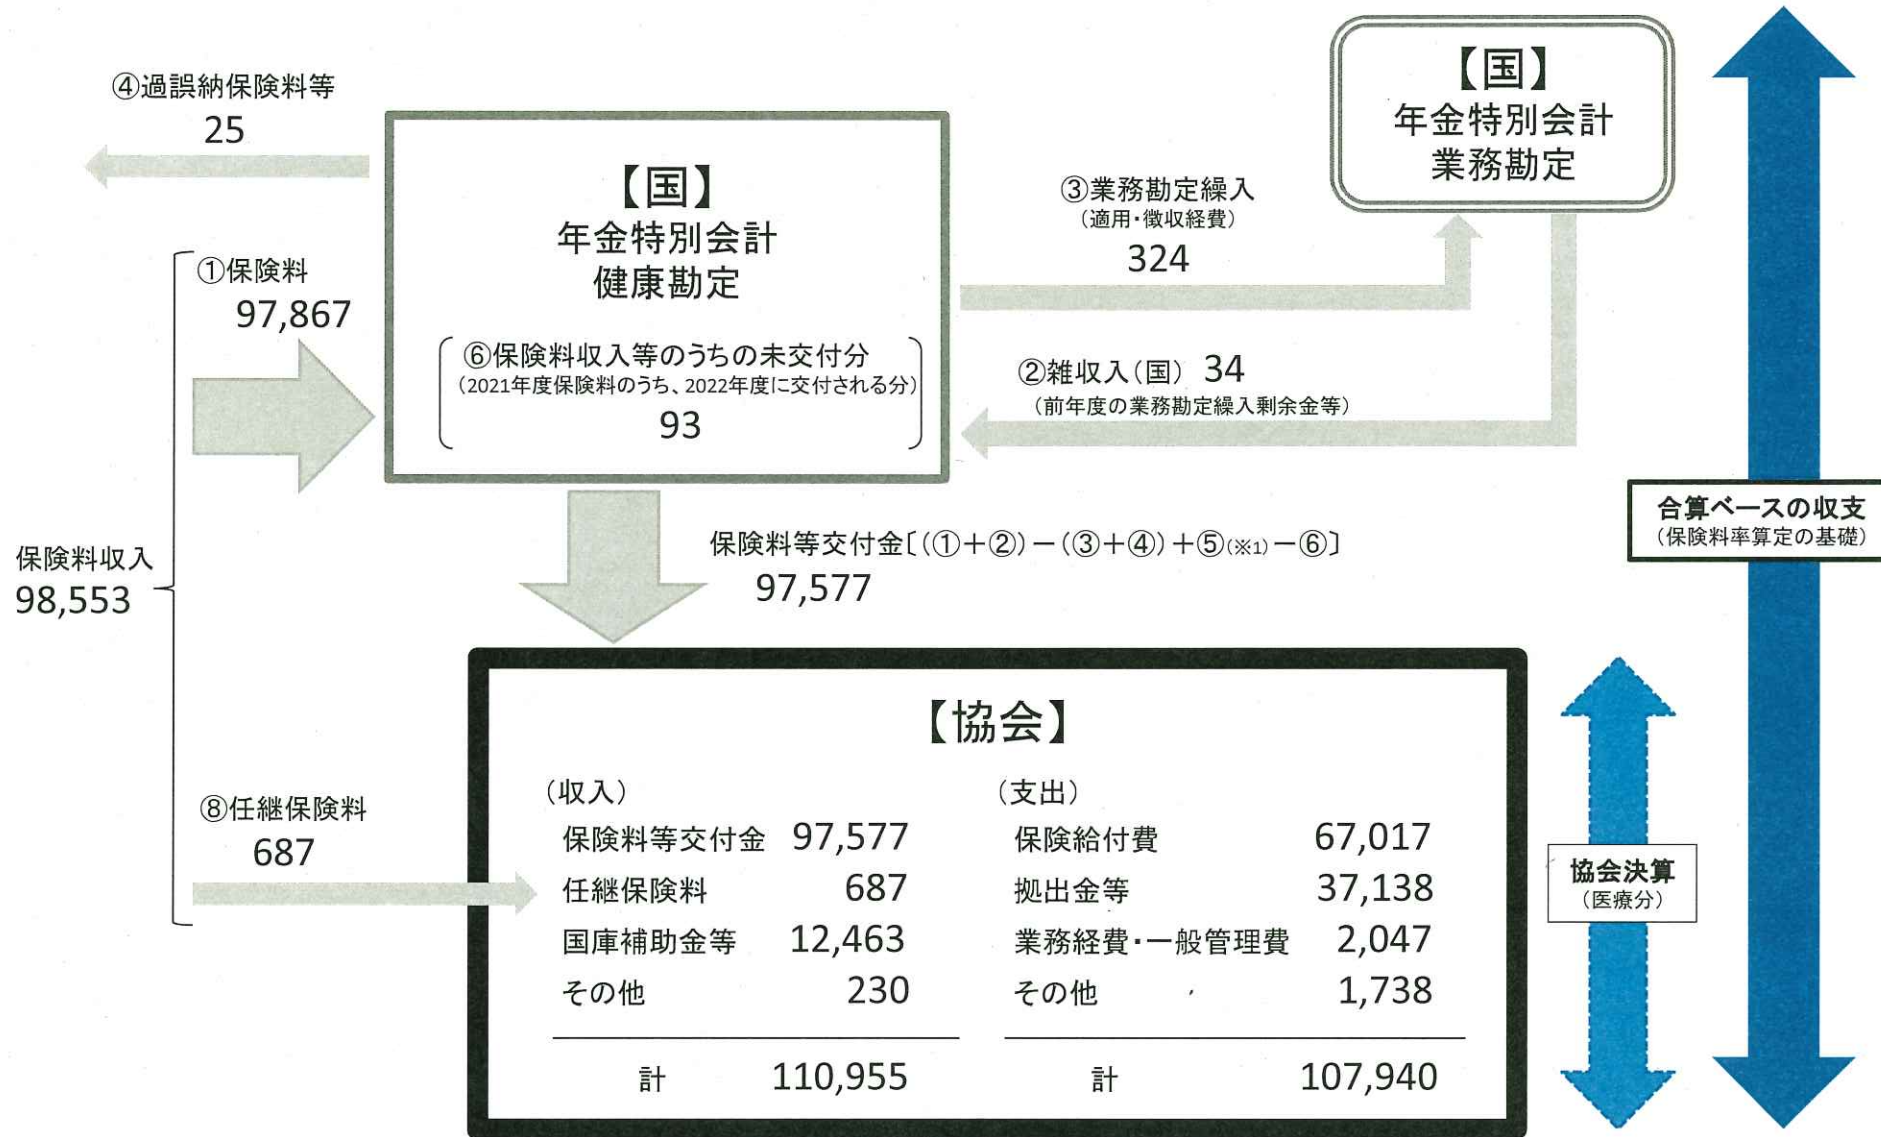 ④過誤納保険料等
25
【国】
年金特別会計
健康勘定
⑥保険料収入等のうちの未交付分
(2021年度保険料のうち、2022年度に交付される分)
93
【国】
年金特別会計
業務勘定
③業務勘定繰入
(適用・徴収経費)
324
②雑収入(国) 34
(前年度の業務勘定繰入剰余金等)
①保険料
97,867
保険料収入
98,553
保険料等交付金〔(①+②)-(③+④)+⑤(※1)-⑥〕
97,577
合算ベースの収支
(保険料率算定の基礎)
⑧任継保険料
687
【協会】
(収入)
保険料等交付金 97,577
任継保険料 687
国庫補助金等 12,463
その他 230
計 110,955
(支出)
保険給付費 67,017
拠出金等 37,138
業務経費・一般管理費 2,047
その他 1,738
計 107,940
協会決算
(医療分)